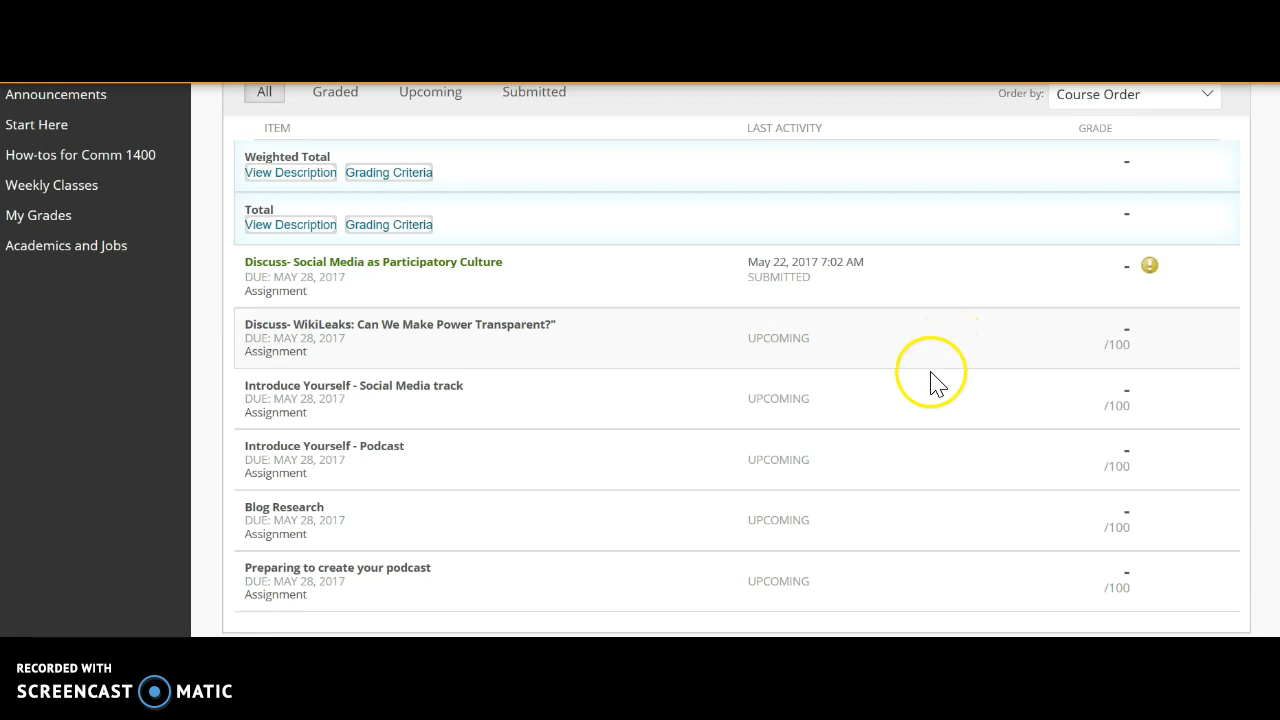 Announcements
Start Here
How-tos for Comm 1400
Weekly Classes
My Grades
Academics and Jobs
All Graded Upcoming Submitted Order by: Course Order
ITEM LAST ACTIVITY GRADE
Weighted Total -
View Description Grading Criteria
Total -
View Description Grading Criteria
Discuss- Social Media as Participatory Culture May 22, 2017 7:02 AM -
DUE: MAY 28, 2017 SUBMITTED
Assignment
Discuss- WikiLeaks: Can We Make Power Transparent?" -
DUE: MAY 28, 2017 UPCOMING /100
Assignment
Introduce Yourself - Social Media track -
DUE: MAY 28, 2017 UPCOMING /100
Assignment
Introduce Yourself - Podcast -
DUE: MAY 28, 2017 UPCOMING /100
Assignment
Blog Research -
DUE: MAY 28, 2017 UPCOMING /100
Assignment
Preparing to create your podcast -
DUE: MAY 28, 2017 UPCOMING /100
Assignment
RECORDED WITH
SCREENCAST MATIC